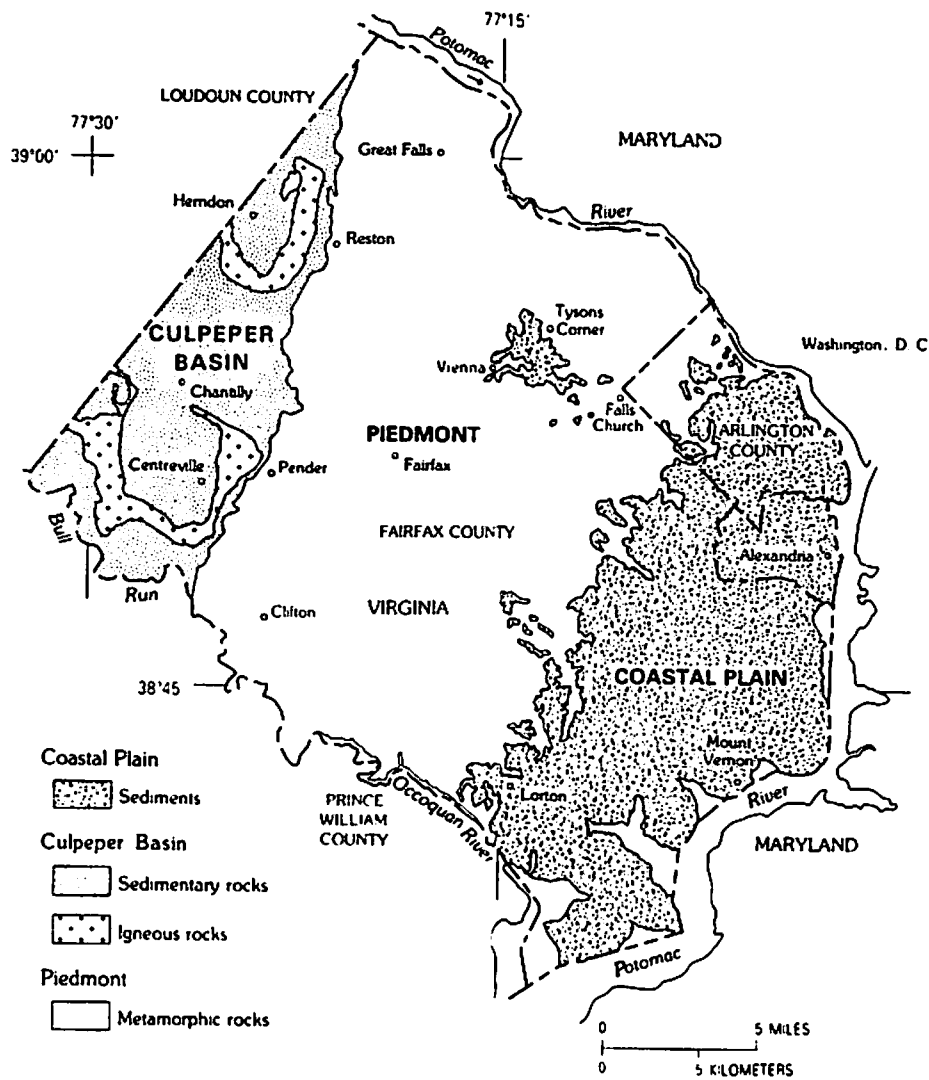 77°15'
Potomac
LOUDOUN COUNTY
77°30'
39°00'
Great Falls
MARYLAND
Herndon
River
Reston
Tysons
Corner
CULPEPER
BASIN
Washington. D C
Vienna
Chantilly
Falls
Church
ARLINGTON
COUNTY
PIEDMONT
Fairfax
Centreville
Pender
Bull
Run
FAIRFAX COUNTY
Alexandria
Clifton
VIRGINIA
COASTAL PLAIN
38°45
Mount
Vernon
Coastal Plain
Sediments
PRINCE
WILLIAM
COUNTY
Occoquan River
Lorton
River
MARYLAND
Culpeper Basin
Sedimentary rocks
Igneous rocks
Potomac
Piedmont
Metamorphic rocks
0 5 MILES
0 5 KILOMETERS